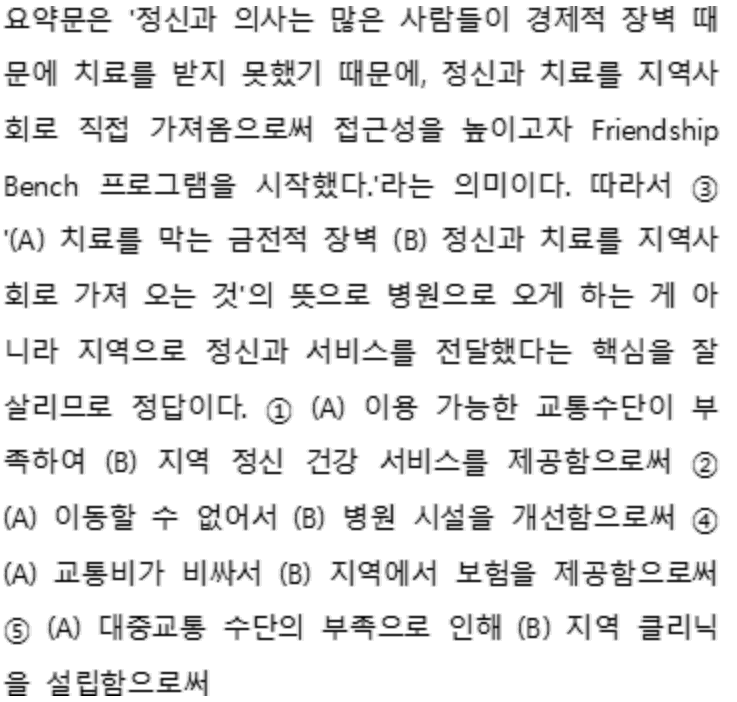 요약문은 '정신과 의사는 많은 사람들이 경제적 장벽 때
문에 치료를 받지 못했기 때문에, 정신과 치료를 지역사
회로 직접 가져옴으로써 접근성을 높이고자 Friendship
Bench 프로그램을 시작했다.'라는 의미이다. 따라서 ③
'(A) 치료를 막는 금전적 장벽 (B) 정신과 치료를 지역사
회로 가져 오는 것'의 뜻으로 병원으로 오게 하는 게 아
니라 지역으로 정신과 서비스를 전달했다는 핵심을 잘
살리므로 정답이다. ① (A) 이용 가능한 교통수단이 부
족하여 (B) 지역 정신 건강 서비스를 제공함으로써 ②
(A) 이동할 수 없어서 (B) 병원 시설을 개선함으로써 ④
(A) 교통비가 비싸서 (B) 지역에서 보험을 제공함으로써
⑤ (A) 대중교통 수단의 부족으로 인해 (B) 지역 클리닉
을 설립함으로써